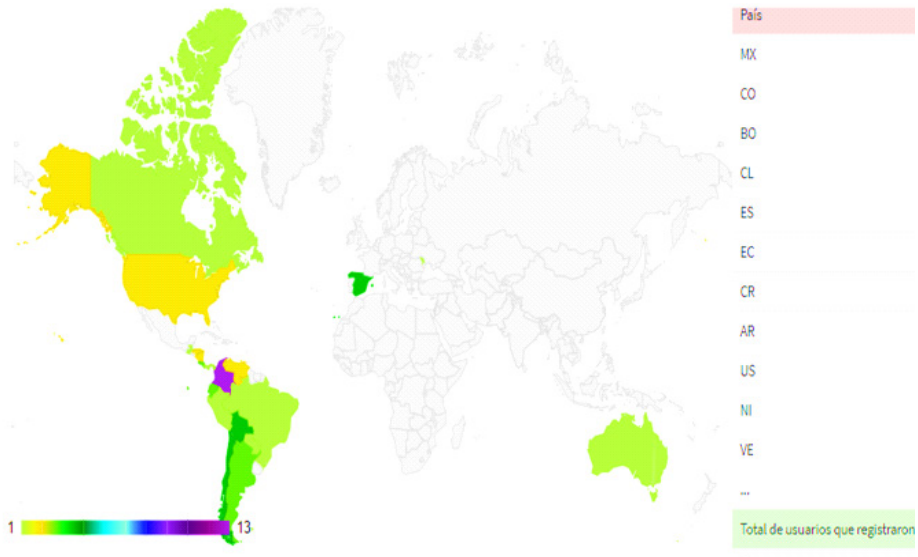 País
MX
CO
BO
CL
ES
EC
CR
AR
US
NI
VE
...
1 13
Total de usuarios que registraron